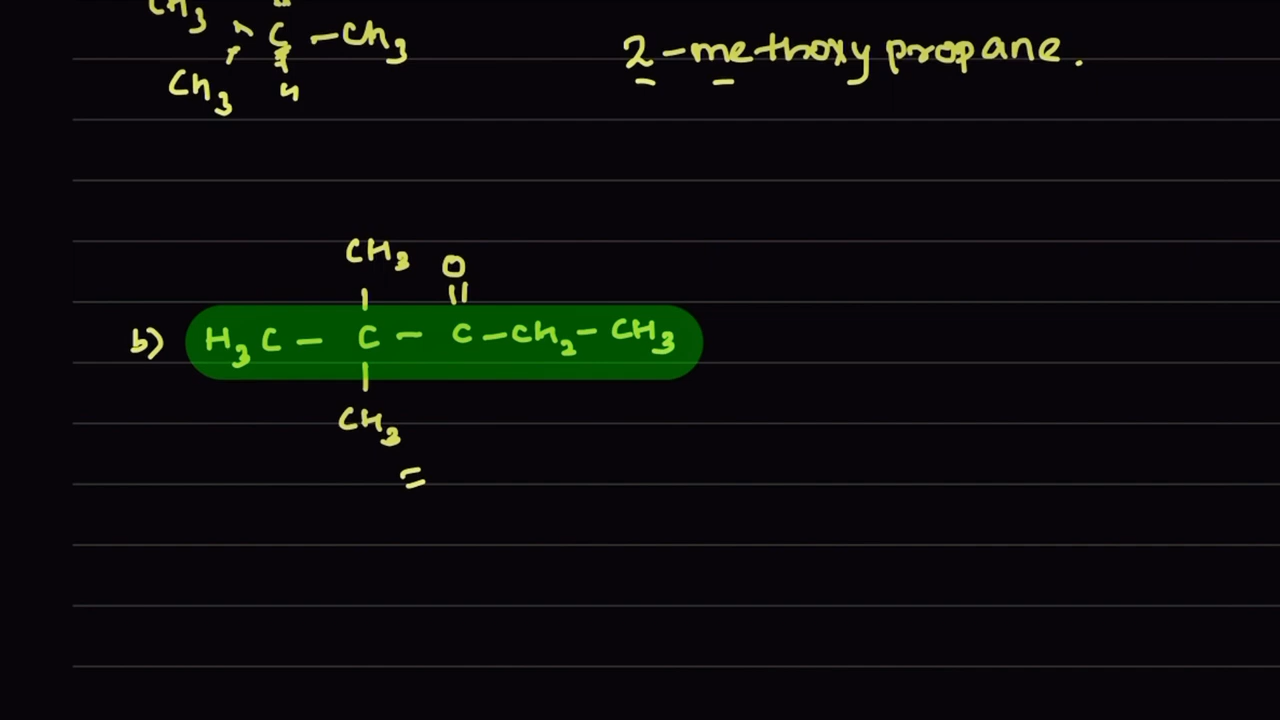 CH3
C - CH3
CH3
H
2-methoxy propane.
CH3 O
b) H3C - C - C - CH2 - CH3
CH3